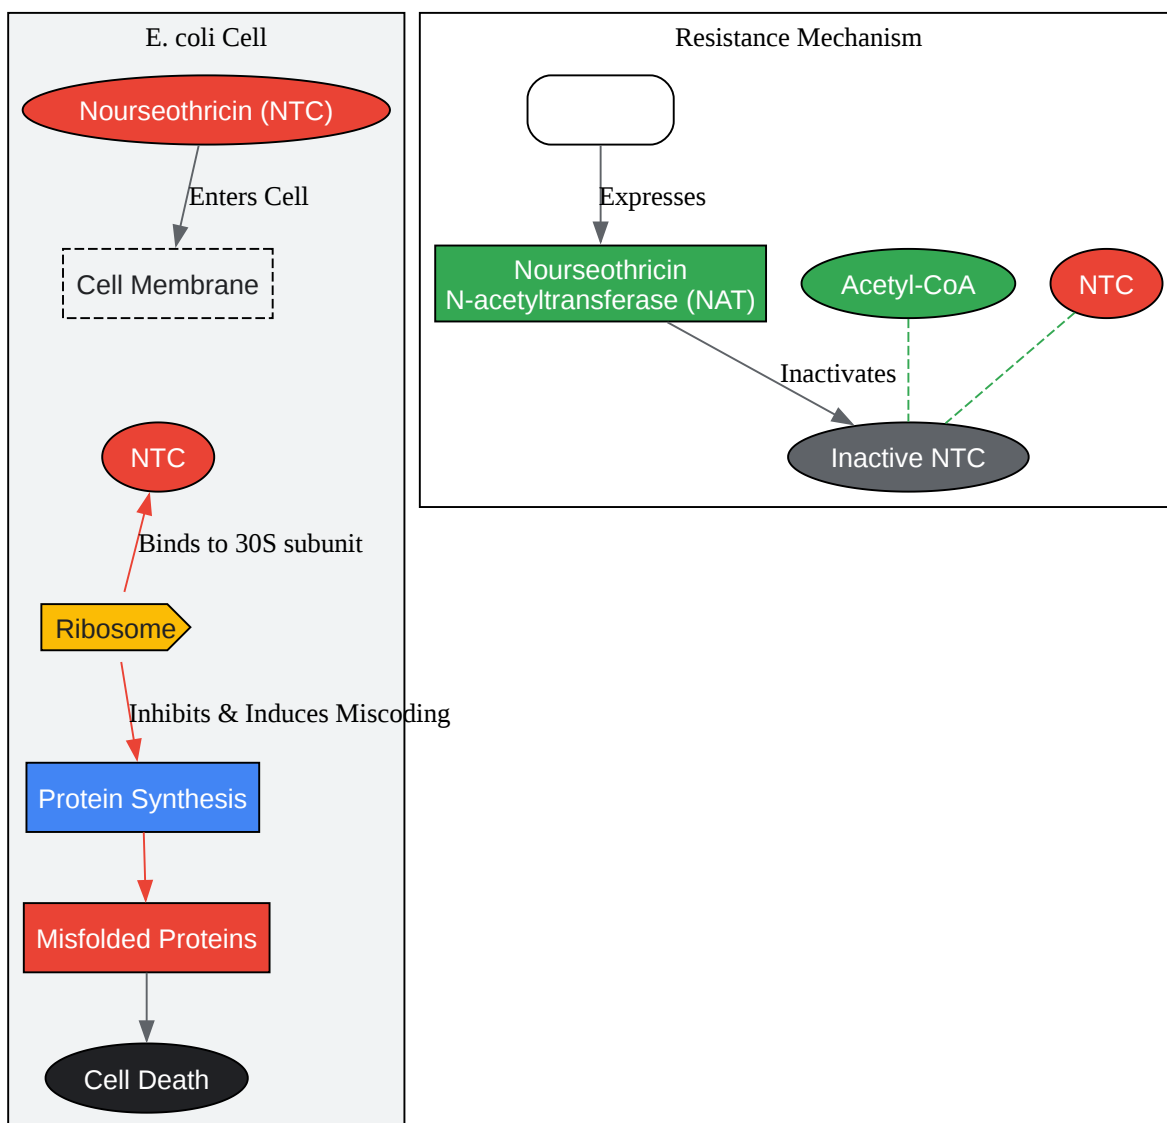 E. coli Cell
Nourseothricin (NTC)
Enters Cell
Cell Membrane
NTC
Binds to 30S subunit
Ribosome
Inhibits & Induces Miscoding
Protein Synthesis
Misfolded Proteins
Cell Death
Resistance Mechanism
Expresses
Nourseothricin
N-acetyltransferase (NAT)
Acetyl-CoA
NTC
Inactivates
Inactive NTC